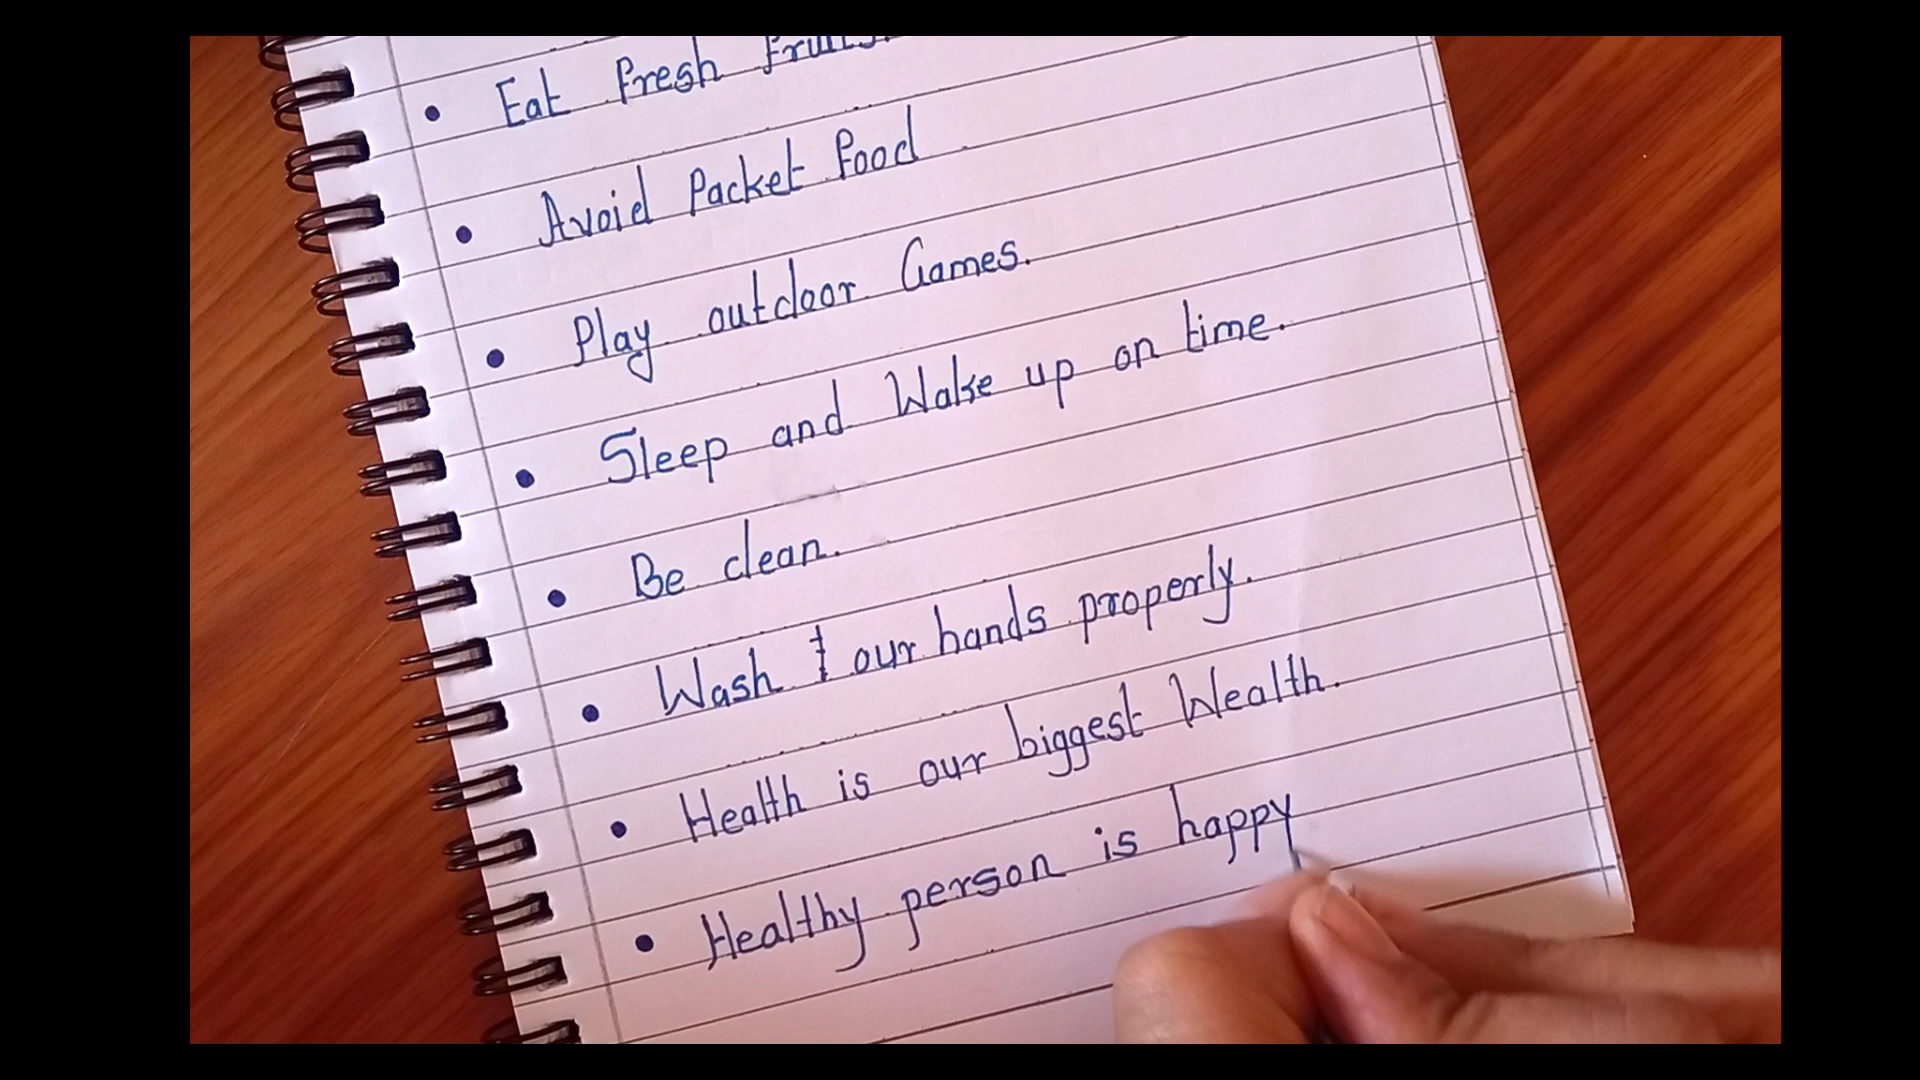 • Eat fresh fruits.
• Avoid Packet food
• Play outdoor Games.
• Sleep and Wake up on time.
• Be clean.
• Wash our hands properly.
• Health is our biggest Wealth.
• Healthy person is happy